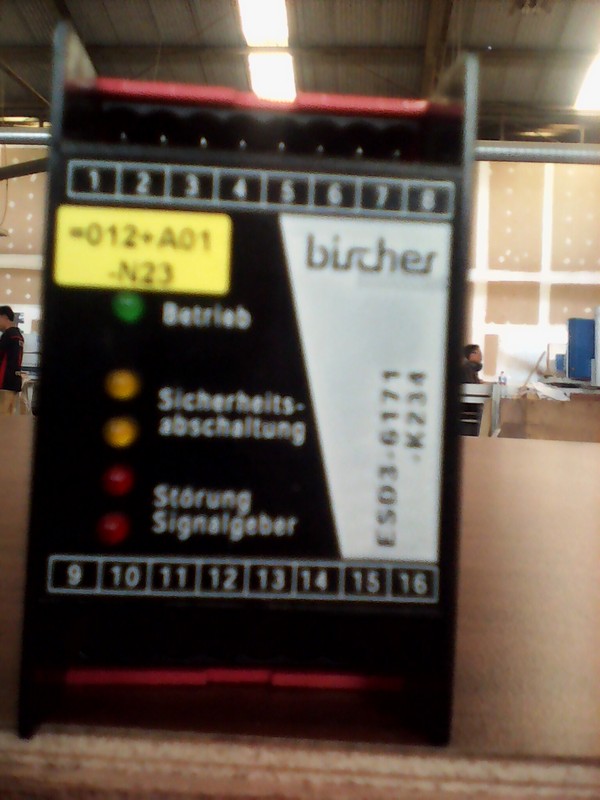 1 2 3 4 5 6 7 8
=012+A01
-N23
bircher
Betrieb
Sicherheits-
abschaltung
Störung
Signalgeber
ESD3-6171
-K234
9 10 11 12 13 14 15 16